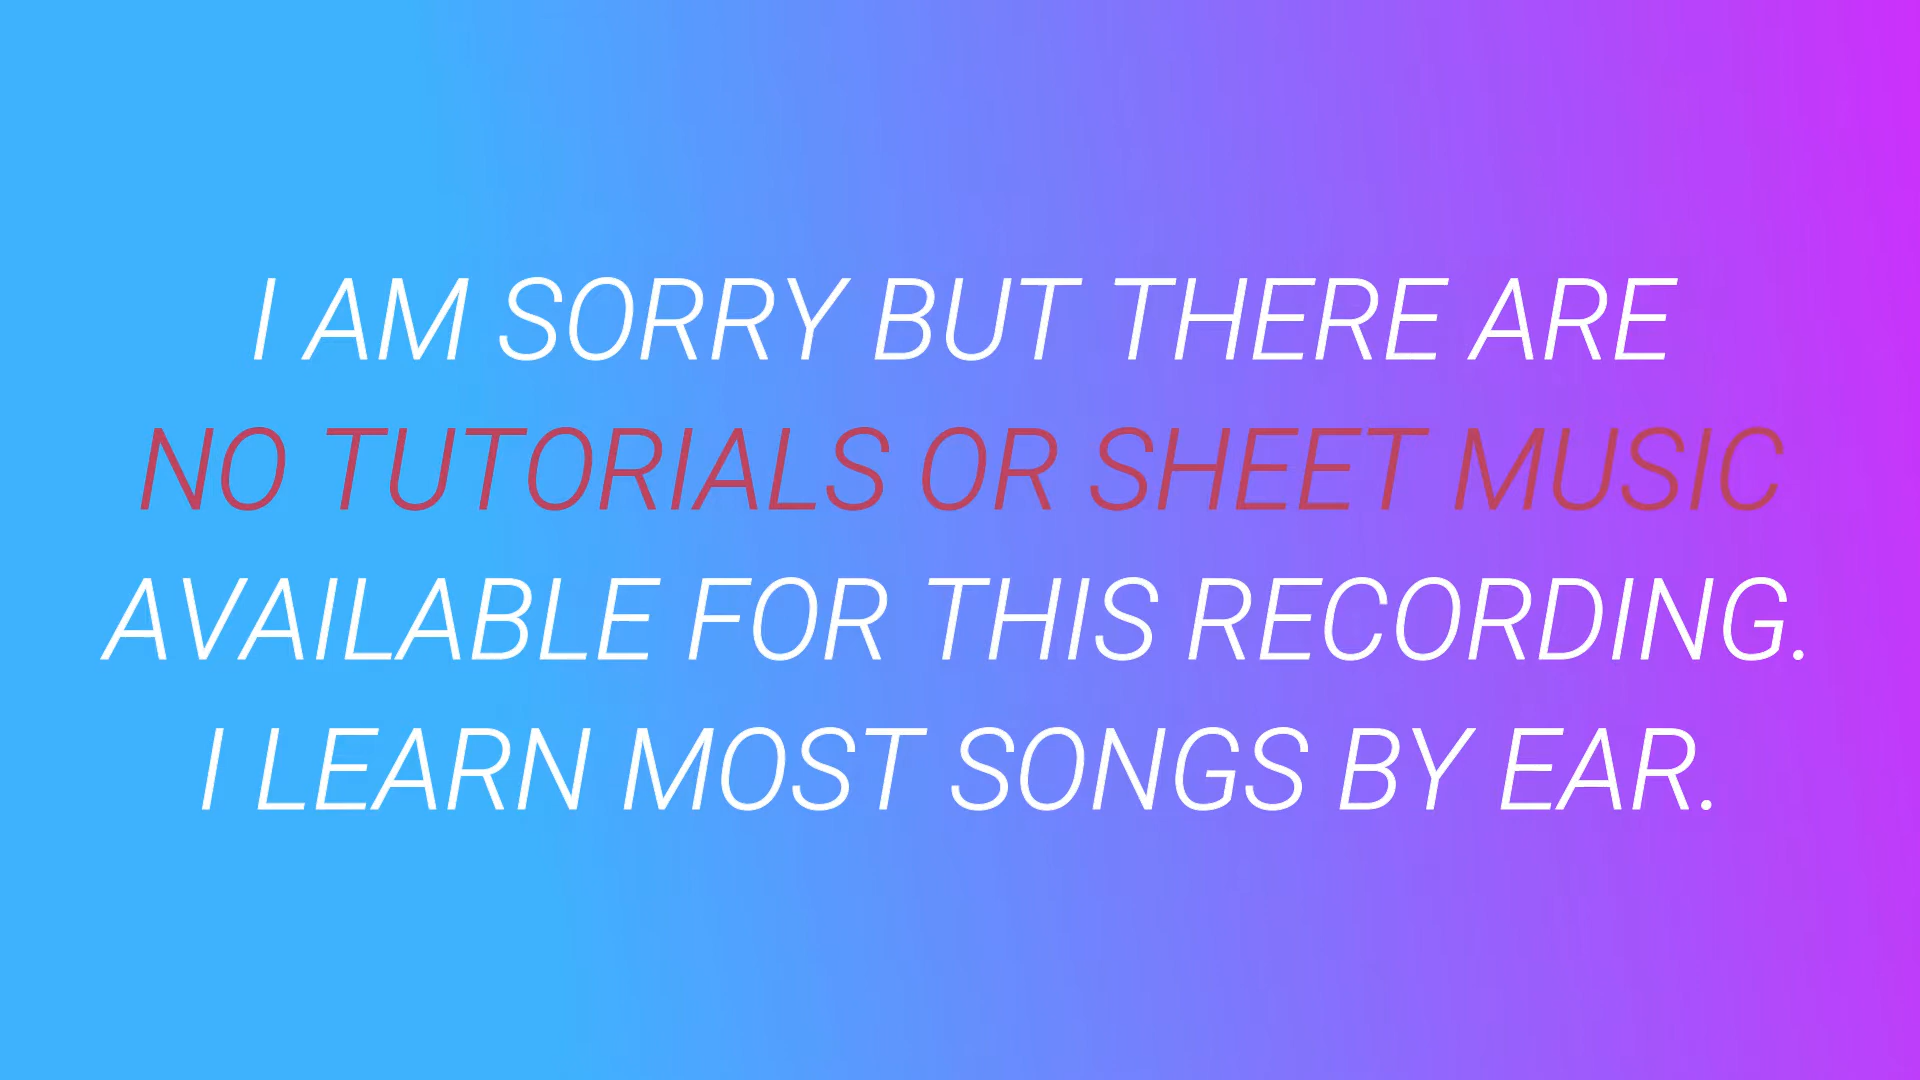 I AM SORRY BUT THERE ARE
NO TUTORIALS OR SHEET MUSIC
AVAILABLE FOR THIS RECORDING.
I LEARN MOST SONGS BY EAR.